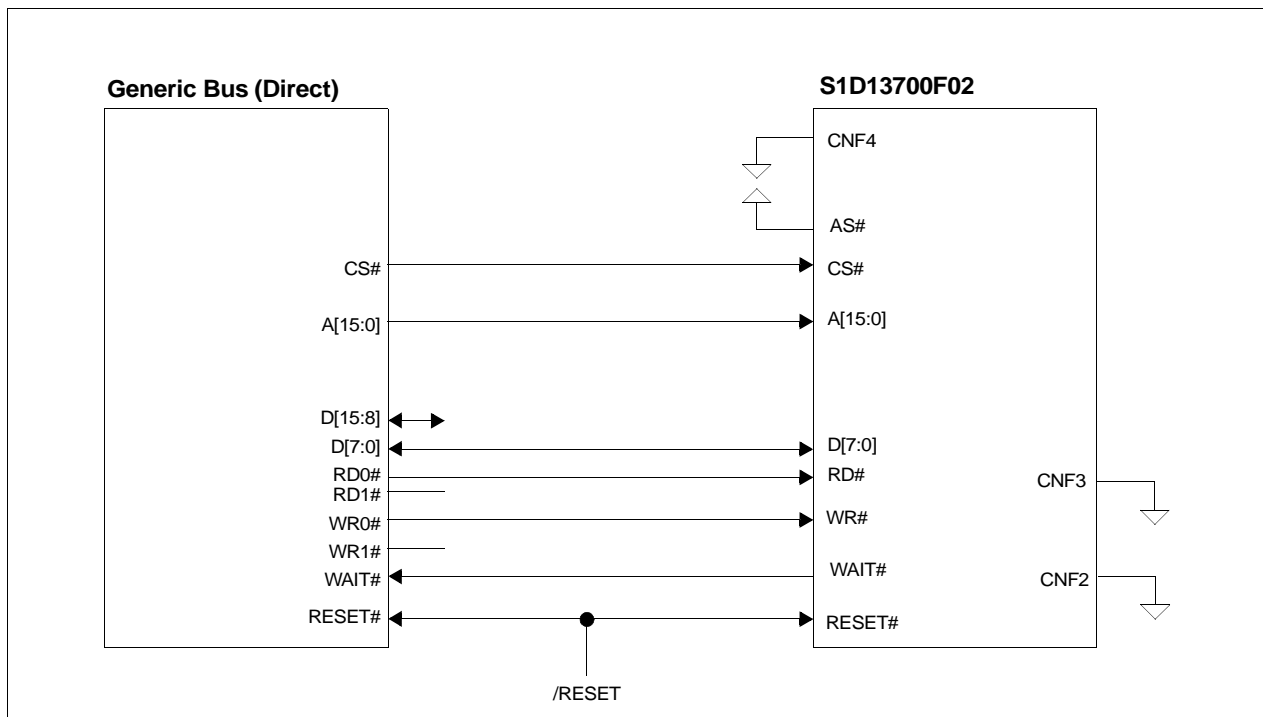 Generic Bus (Direct)
CS#
A[15:0]
D[15:8]
D[7:0]
RD0#
RD1#
WR0#
WR1#
WAIT#
RESET#
/RESET
S1D13700F02
CNF4
AS#
CS#
A[15:0]
D[7:0]
RD#
WR#
WAIT#
RESET#
CNF3
CNF2